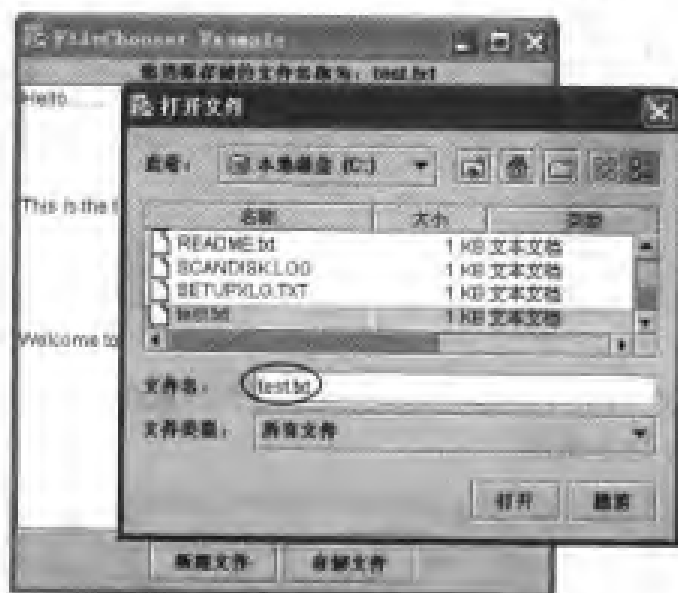 FileChooser Example
您选择存储的文件名称为：test.txt
Hello......
打开文件
查看： 本地磁盘 (C:)
This is the t
名称 大小 类型
README.txt 1 KB 文本文档
SCANDISK.LOG 1 KB 文本文档
SETUPXLG.TXT 1 KB 文本文档
test.txt 1 KB 文本文档
Welcome to
文件名： test.txt
文件类型： 所有文件
打开 撤消
新建文件 存储文件